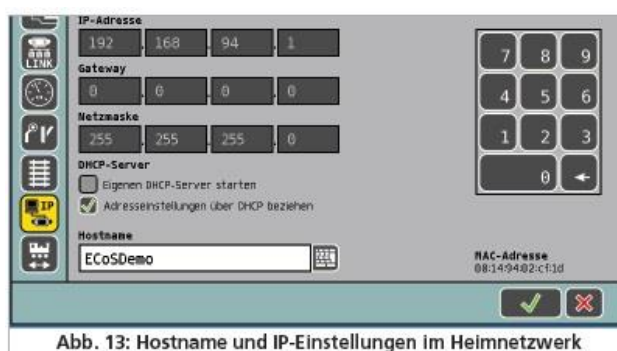 IP-Adresse
192 . 168 . 94 . 1
Gateway
0 . 0 . 0 . 0
Netzmaske
255 . 255 . 255 . 0
DHCP-Server
Eigenen DHCP-Server starten
Adresseinstellungen über DHCP beziehen
Hostname
ECoSDemo
LINK
IP
7 8 9
4 5 6
1 2 3
0 ←
MAC-Adresse
08:14:94:02:cf:1d
Abb. 13: Hostname und IP-Einstellungen im Heimnetzwerk